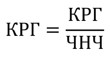 КРГ = КРГ / ЧНЧ